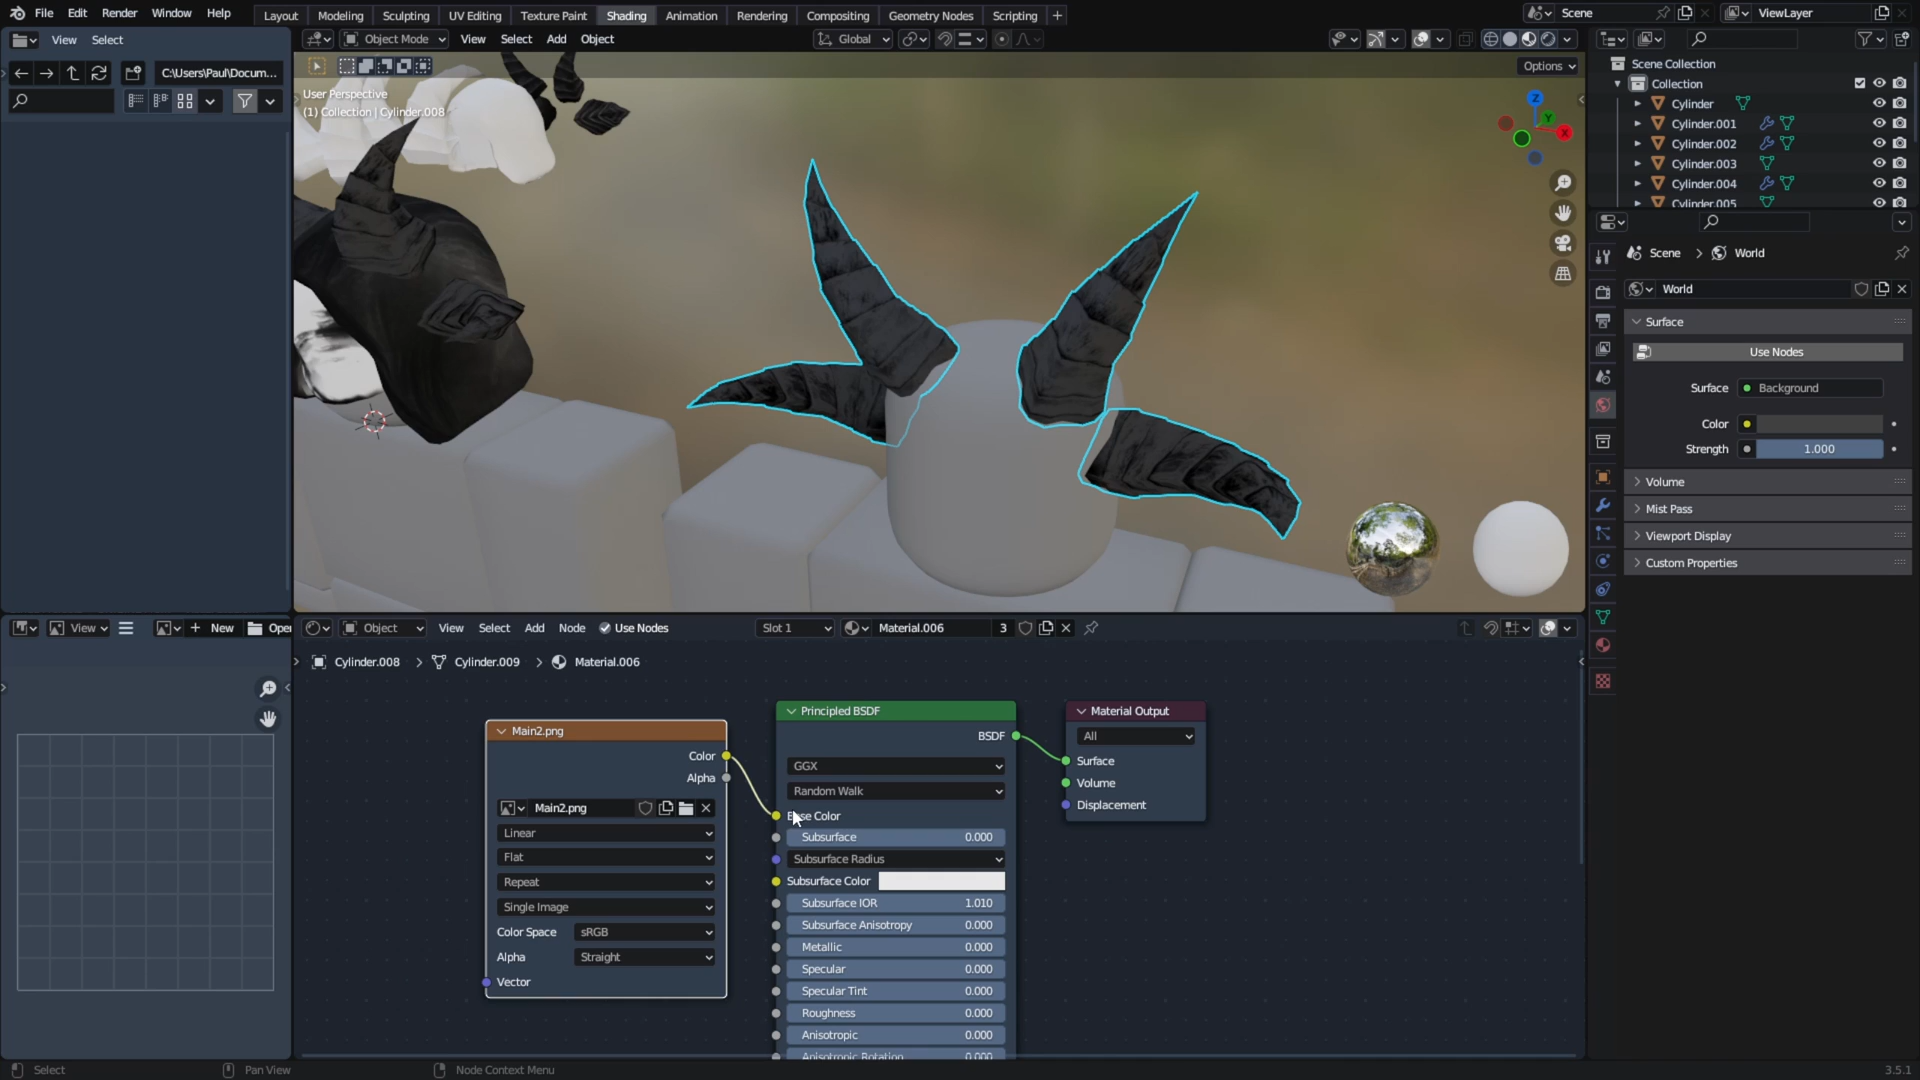 File Edit Render Window Help Layout Modeling Sculpting UV Editing Texture Paint Shading Animation Rendering Compositing Geometry Nodes Scripting + Scene ViewLayer
View Select Object Mode View Select Add Object Global
C:\Users\Paul\Docum... Options
User Perspective
(1) Collection | Cylinder.008
Z
Y
X
Scene Collection
Collection
Cylinder
Cylinder.001
Cylinder.002
Cylinder.003
Cylinder.004
Cylinder.005
Scene > World
World
Surface
Use Nodes
Surface Background
Color
Strength 1.000
Volume
Mist Pass
Viewport Display
Custom Properties
View + New Open Object View Select Add Node Use Nodes Slot 1 Material.006 3
Cylinder.008 > Cylinder.009 > Material.006
Main2.png
Color
Alpha
Main2.png
Linear
Flat
Repeat
Single Image
Color Space sRGB
Alpha Straight
Vector
Principled BSDF
BSDF
GGX
Random Walk
Base Color
Subsurface 0.000
Subsurface Radius
Subsurface Color
Subsurface IOR 1.010
Subsurface Anisotropy 0.000
Metallic 0.000
Specular 0.000
Specular Tint 0.000
Roughness 0.000
Anisotropic 0.000
Anisotropic Rotation 0.000
Material Output
All
Surface
Volume
Displacement
Select Pan View Node Context Menu 3.5.1